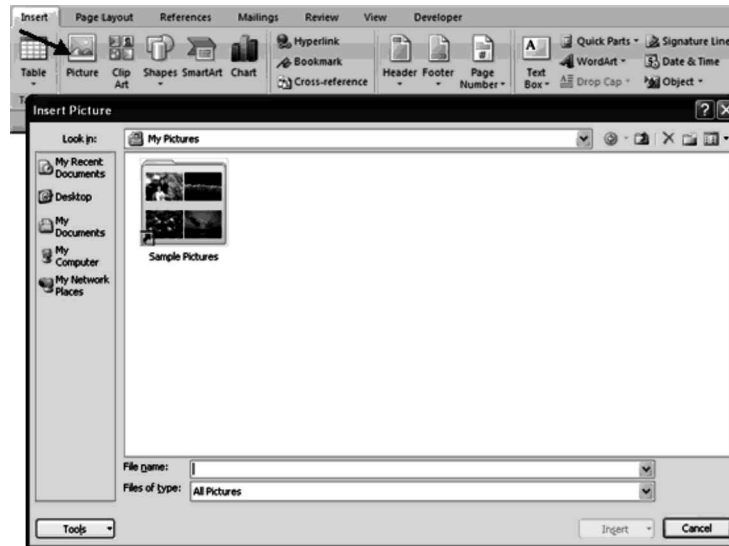 Insert Page Layout References Mailings Review View Developer
Hyperlink Quick Parts Signature Line
Bookmark WordArt Date & Time
Cross-reference Drop Cap Object
Table Picture Clip Art Shapes SmartArt Chart Header Footer Page Number Text Box
Insert Picture
Look in: My Pictures
My Recent Documents
Desktop
My Documents
My Computer
My Network Places
Sample Pictures
File name:
Files of type: All Pictures
Tools Insert Cancel